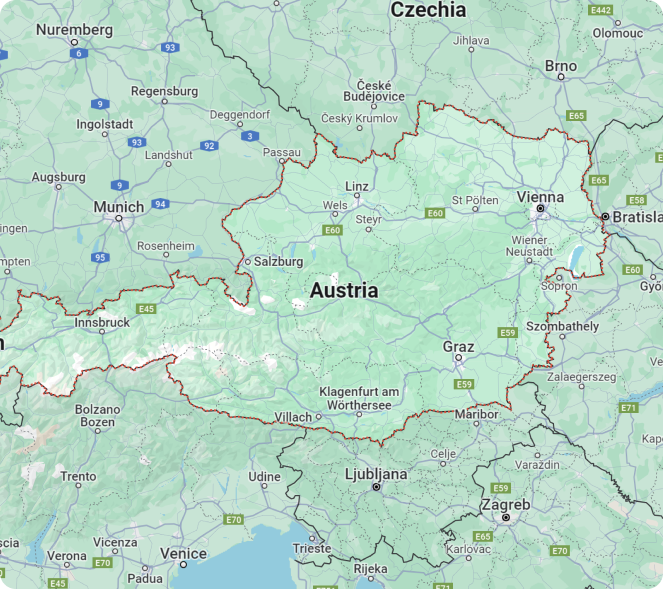 Czechia
E442
Olomouc
Nuremberg
93
6
Jihlava
Brno
Regensburg
České
Budějovice
9
Deggendorf
Český Krumlov
E65
Ingolstadt
3
93
92
Passau
Landshut
Augsburg
9
E65
Linz
E58
Munich
94
Wels
St Pölten
Vienna
E60
Steyr
Bratisla
E60
ingen
Rosenheim
Wiener
Neustadt
95
Salzburg
mpten
E60
Sopron
Győ
Austria
E45
Innsbruck
Szombathely
E59
n
Graz
Ve
Zalaegerszeg
E59
Klagenfurt am
Wörthersee
Bolzano
Bozen
E71
Villach
Maribor
Kapo
Celje
Varaždin
Trento
Udine
Ljubljana
E59
Zagreb
E70
E65
scia
Vicenza
Trieste
Karlovac
E70
Verona
E70
Venice
Padua
Rijeka
E45
E71